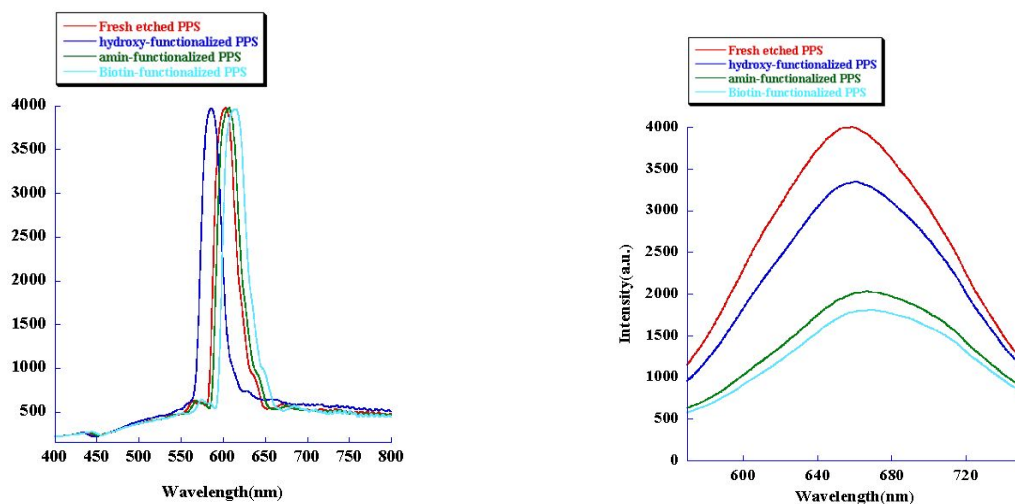 Fresh etched PPS
hydroxy-functionalized PPS
amin-functionalized PPS
Biotin-functionalized PPS
4000
3500
3000
2500
2000
1500
1000
500
400 450 500 550 600 650 700 750 800
Wavelength(nm)
Fresh etched PPS
hydroxy-functionalized PPS
amin-functionalized PPS
Biotin-functionalized PPS
Intensity(a.u.)
4000
3500
3000
2500
2000
1500
1000
500
0
600 640 680 720
Wavelength(nm)